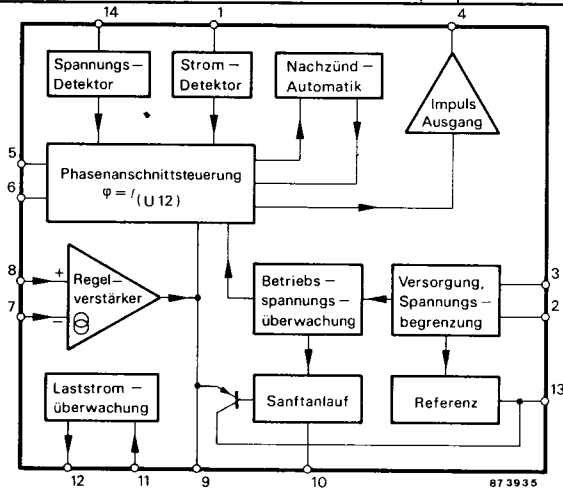 14
1
4
Spannungs–
Detektor
Strom–
Detektor
Nachzünd–
Automatik
Impuls
Ausgang
5
6
Phasenanschnittsteuerung
φ = f (U 12)
8
+
7
–
Regel–
verstärker
Betriebs–
spannungs–
überwachung
Versorgung,
Spannungs–
begrenzung
3
2
Laststrom–
überwachung
Sanftanlauf
Referenz
13
12
11
9
10
873935